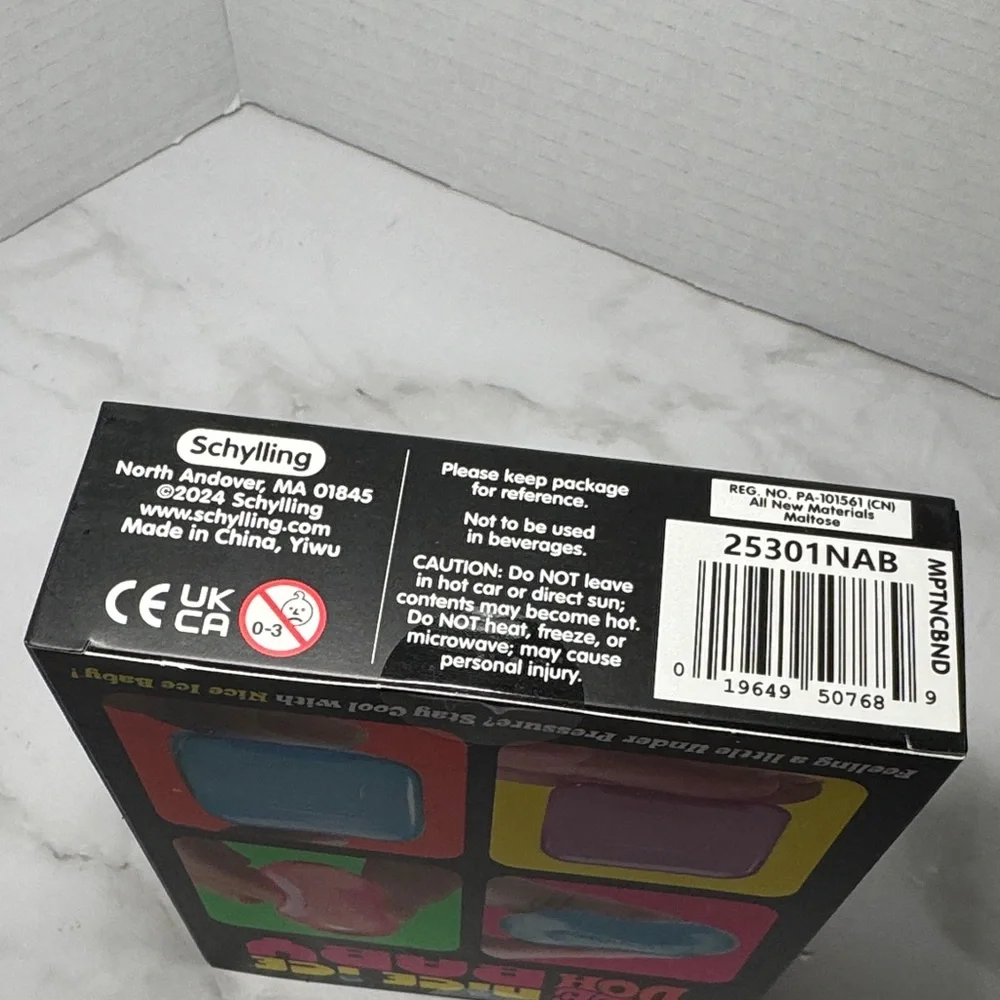 Schylling
North Andover, MA 01845
©2024 Schylling
www.schylling.com
Made in China, Yiwu
CE UK
CA
0-3
Please keep package
for reference.
Not to be used
in beverages.
CAUTION: Do NOT leave
in hot car or direct sun;
contents may become hot.
Do NOT heat, freeze, or
microwave; may cause
personal injury.
REG. NO. PA-101561 (CN)
All New Materials
Maltose
25301NAB
MPTNCBND
0 19649 50768 9
Feeling a little Under Pressure? Stay Cool with Nice Ice Baby!
NICE ICE
BABY
DOH